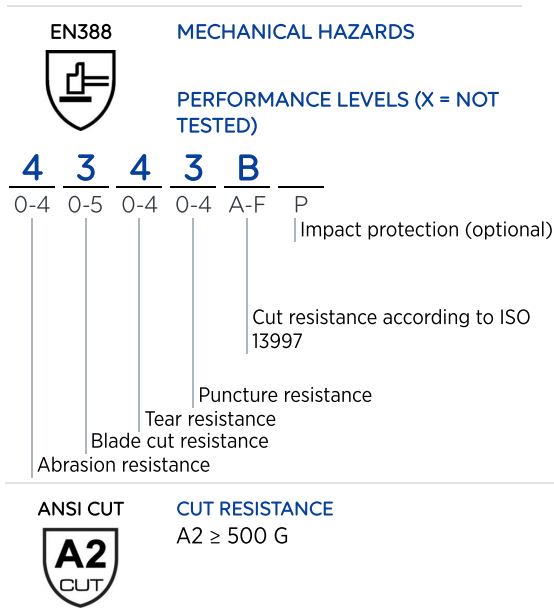 EN388
MECHANICAL HAZARDS
PERFORMANCE LEVELS (X = NOT
TESTED)
4 3 4 3 B
0-4 0-5 0-4 0-4 A-F P
Impact protection (optional)
Cut resistance according to ISO
13997
Puncture resistance
Tear resistance
Blade cut resistance
Abrasion resistance
ANSI CUT
CUT RESISTANCE
A2 ≥ 500 G
A2
CUT